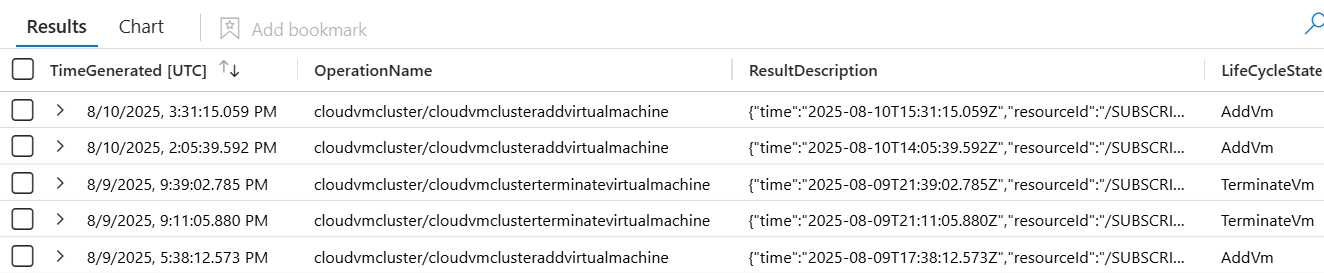 Results Chart Add bookmark
TimeGenerated [UTC] OperationName ResultDescription LifeCycleState
8/10/2025, 3:31:15.059 PM cloudvmcluster/cloudvmclusteraddvirtualmachine {"time":"2025-08-10T15:31:15.059Z","resourceId":"/SUBSCRI... AddVm
8/10/2025, 2:05:39.592 PM cloudvmcluster/cloudvmclusteraddvirtualmachine {"time":"2025-08-10T14:05:39.592Z","resourceId":"/SUBSCRI... AddVm
8/9/2025, 9:39:02.785 PM cloudvmcluster/cloudvmclusterterminatevirtualmachine {"time":"2025-08-09T21:39:02.785Z","resourceId":"/SUBSCRI... TerminateVm
8/9/2025, 9:11:05.880 PM cloudvmcluster/cloudvmclusterterminatevirtualmachine {"time":"2025-08-09T21:11:05.880Z","resourceId":"/SUBSCRI... TerminateVm
8/9/2025, 5:38:12.573 PM cloudvmcluster/cloudvmclusteraddvirtualmachine {"time":"2025-08-09T17:38:12.573Z","resourceId":"/SUBSCRI... AddVm